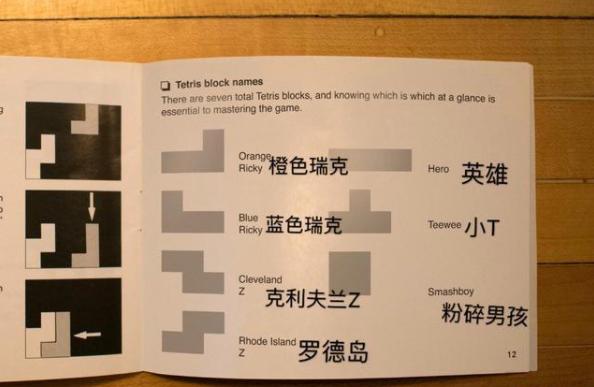 ❏ Tetris block names
There are seven total Tetris blocks, and knowing which is which at a glance is
essential to mastering the game.
Orange
Ricky 橙色瑞克
Hero 英雄
Blue
Ricky 蓝色瑞克
Teewee 小T
Cleveland
Z 克利夫兰Z
Smashboy
粉碎男孩
Rhode Island
Z 罗德岛
12